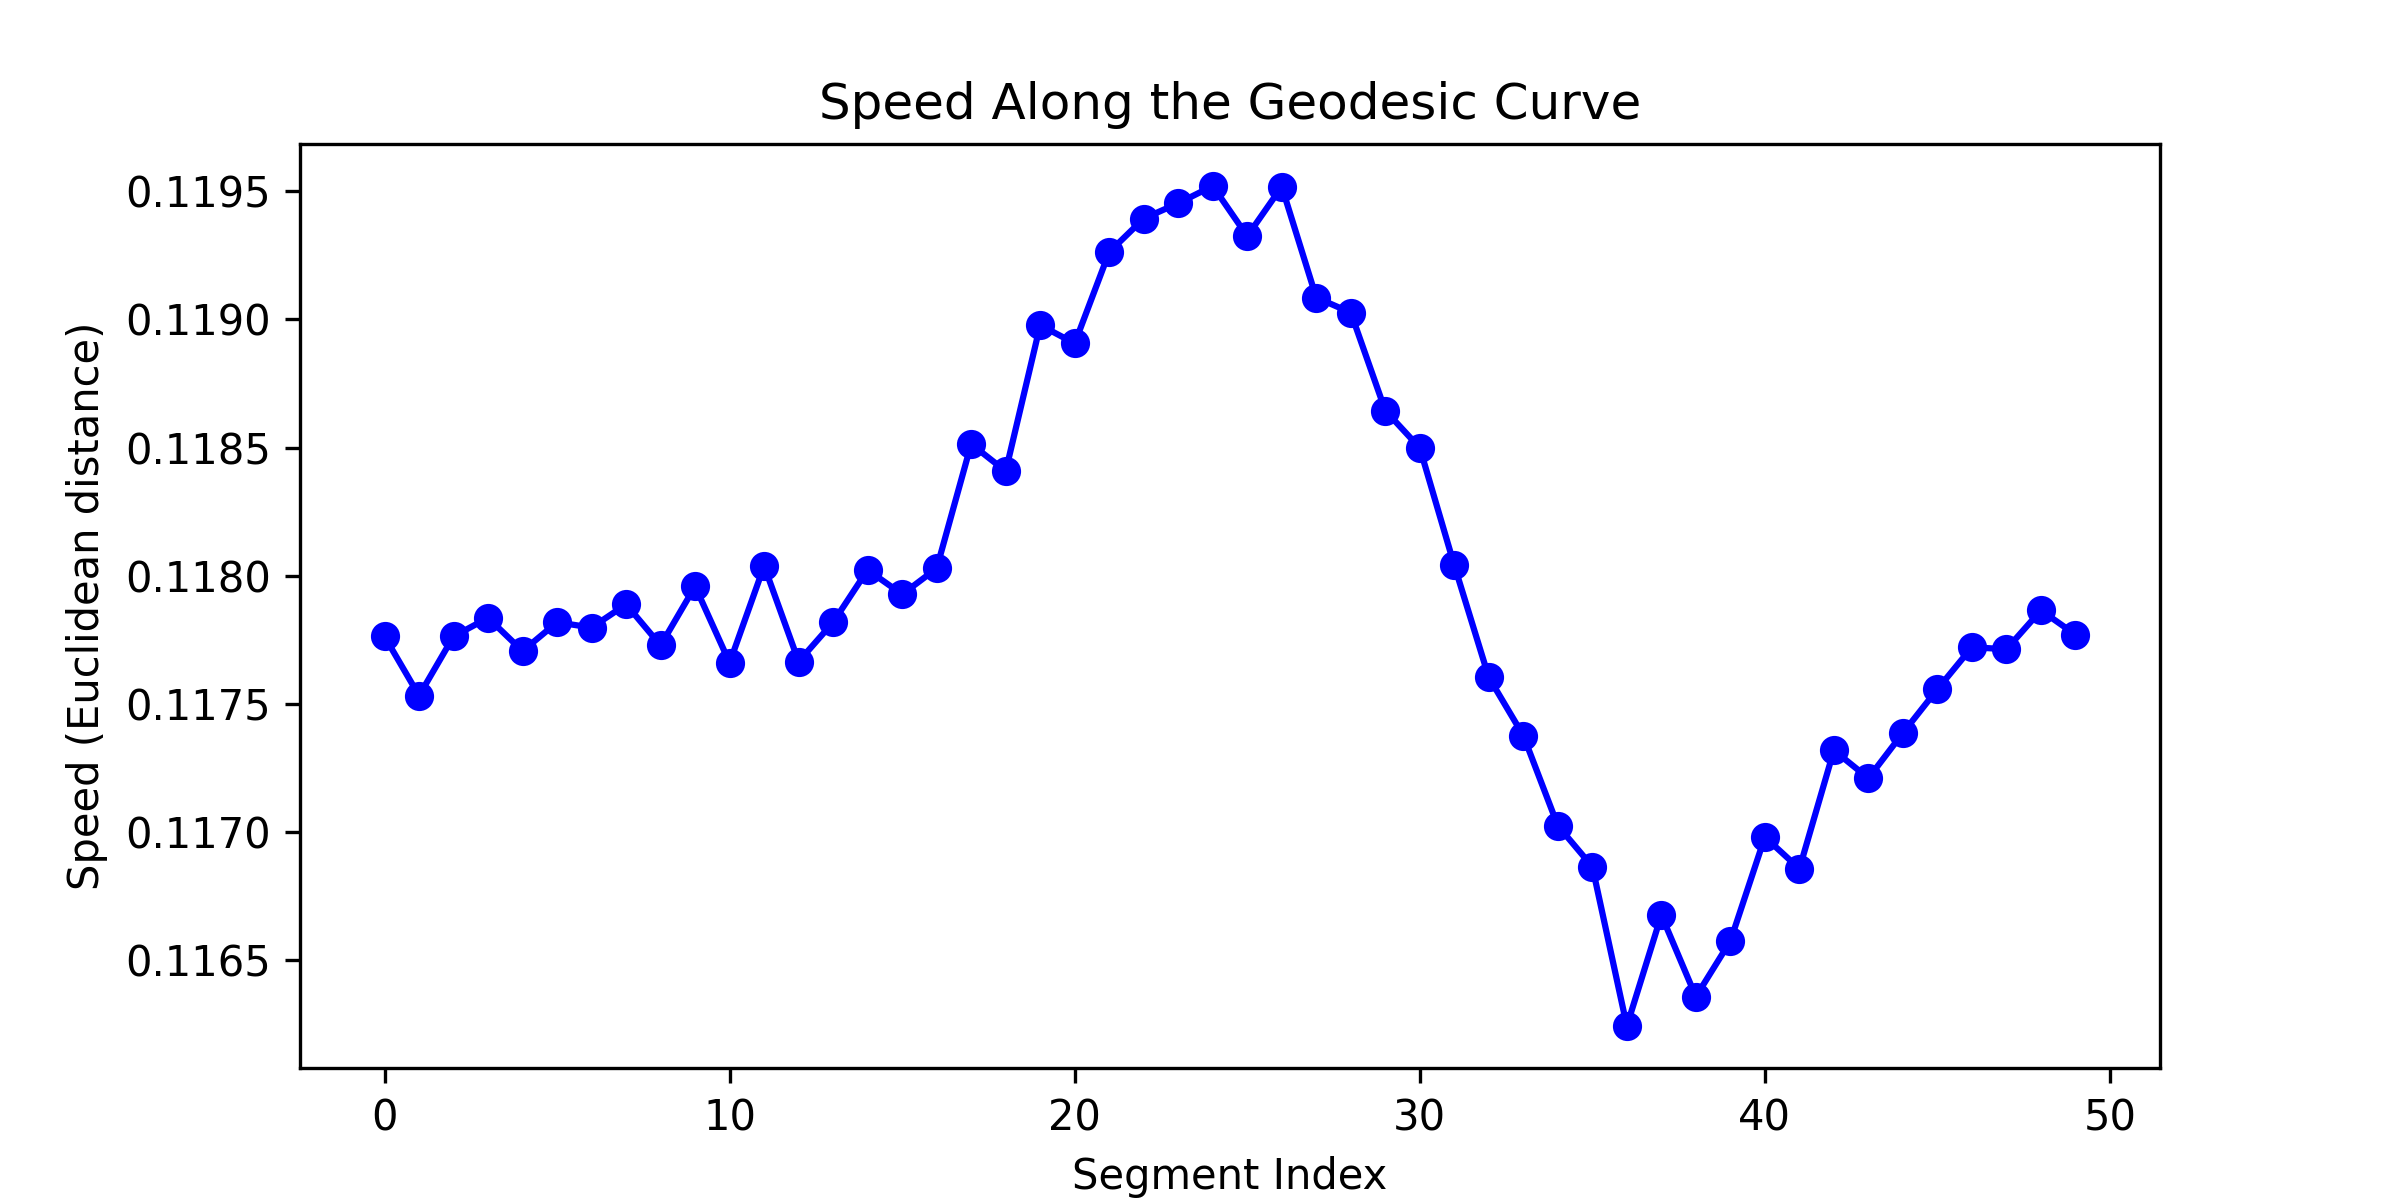 Speed Along the Geodesic Curve
Speed (Euclidean distance)
0.1195
0.1190
0.1185
0.1180
0.1175
0.1170
0.1165
0 10 20 30 40 50
Segment Index